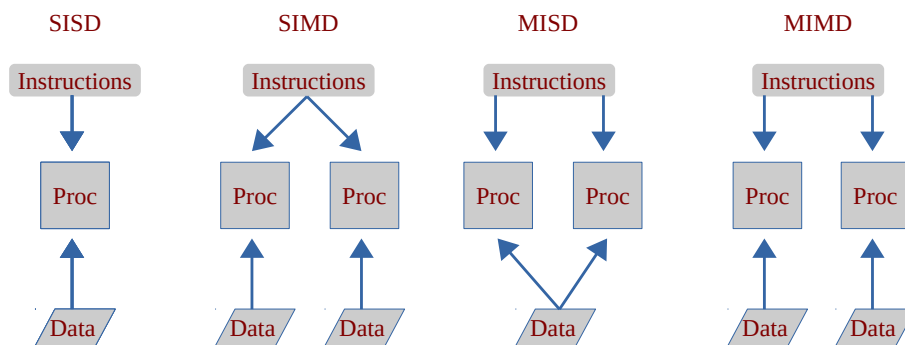 SISD
SIMD
MISD
MIMD
Instructions
Instructions
Instructions
Instructions
Proc
Proc
Proc
Proc
Proc
Proc
Proc
Data
Data
Data
Data
Data
Data